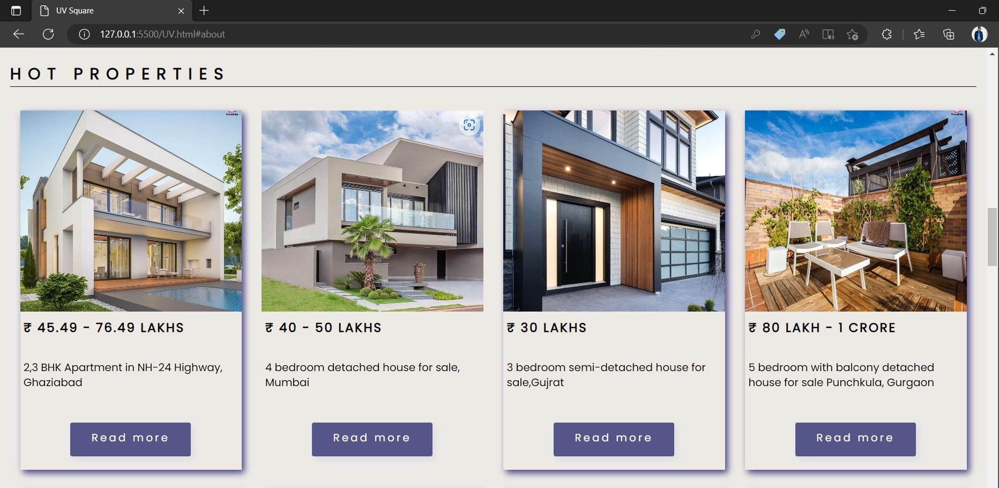 UV Square
127.0.0.1:5500/UV.html#about
HOT PROPERTIES
Homebliss
Homebliss
₹ 45.49 - 76.49 LAKHS
₹ 40 - 50 LAKHS
₹ 30 LAKHS
₹ 80 LAKH - 1 CRORE
2,3 BHK Apartment in NH-24 Highway,
Ghaziabad
4 bedroom detached house for sale,
Mumbai
3 bedroom semi-detached house for
sale,Gujrat
5 bedroom with balcony detached
house for sale Punchkula, Gurgaon
Read more
Read more
Read more
Read more